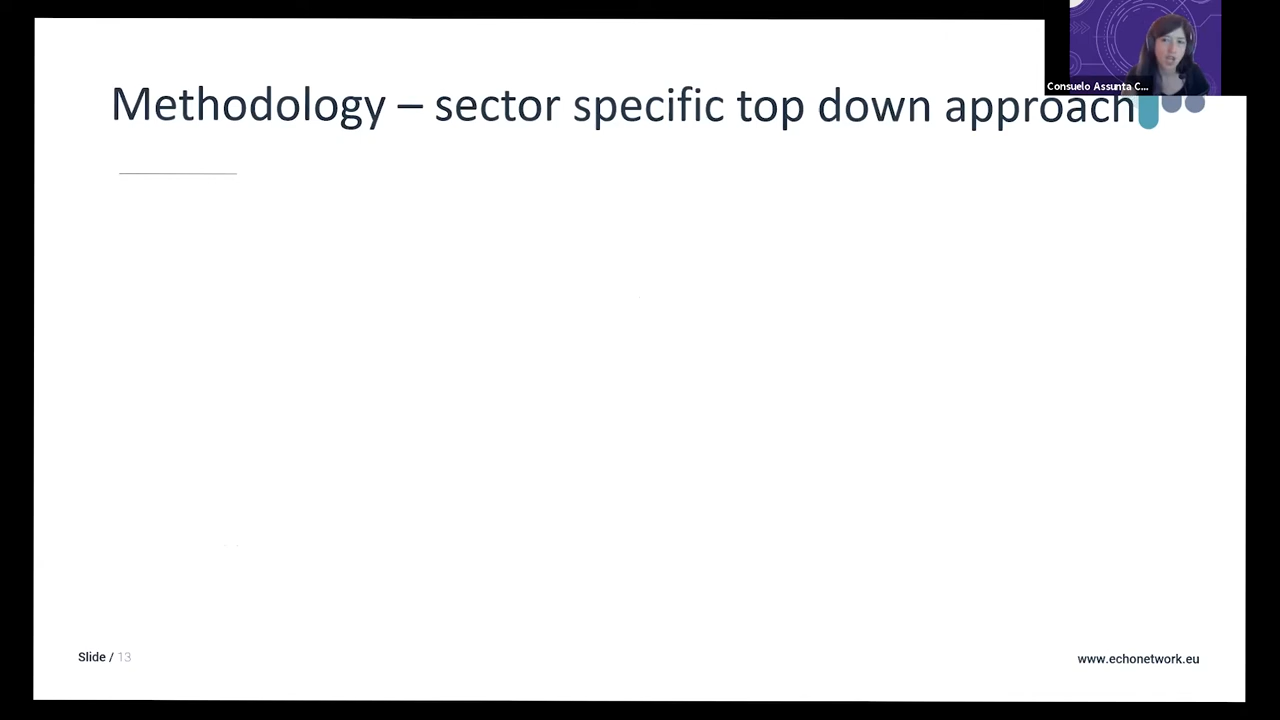 Consuelo Assunta C...
Methodology – sector specific top down approach
Slide / 13
www.echonetwork.eu